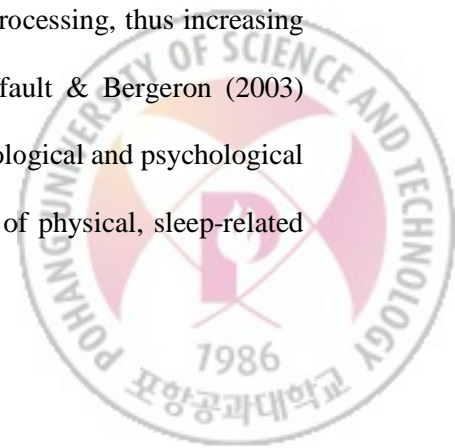 rocessing, thus increasing
fault & Bergeron (2003)
ological and psychological
of physical, sleep-related
POHANG UNIVERSITY OF SCIENCE AND TECHNOLOGY
1986
포항공과대학교